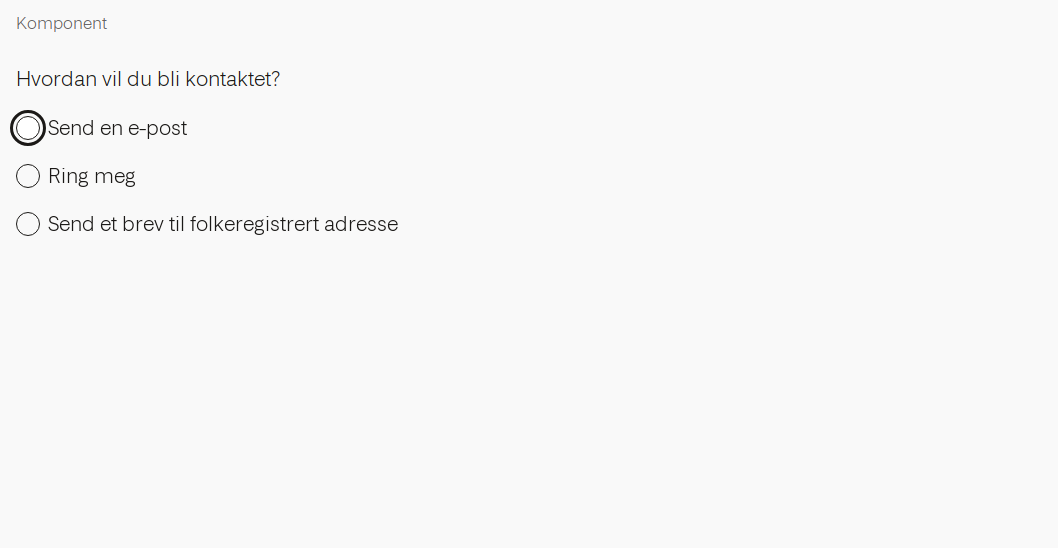 Komponent
Hvordan vil du bli kontaktet?
Send en e-post
Ring meg
Send et brev til folkeregistrert adresse